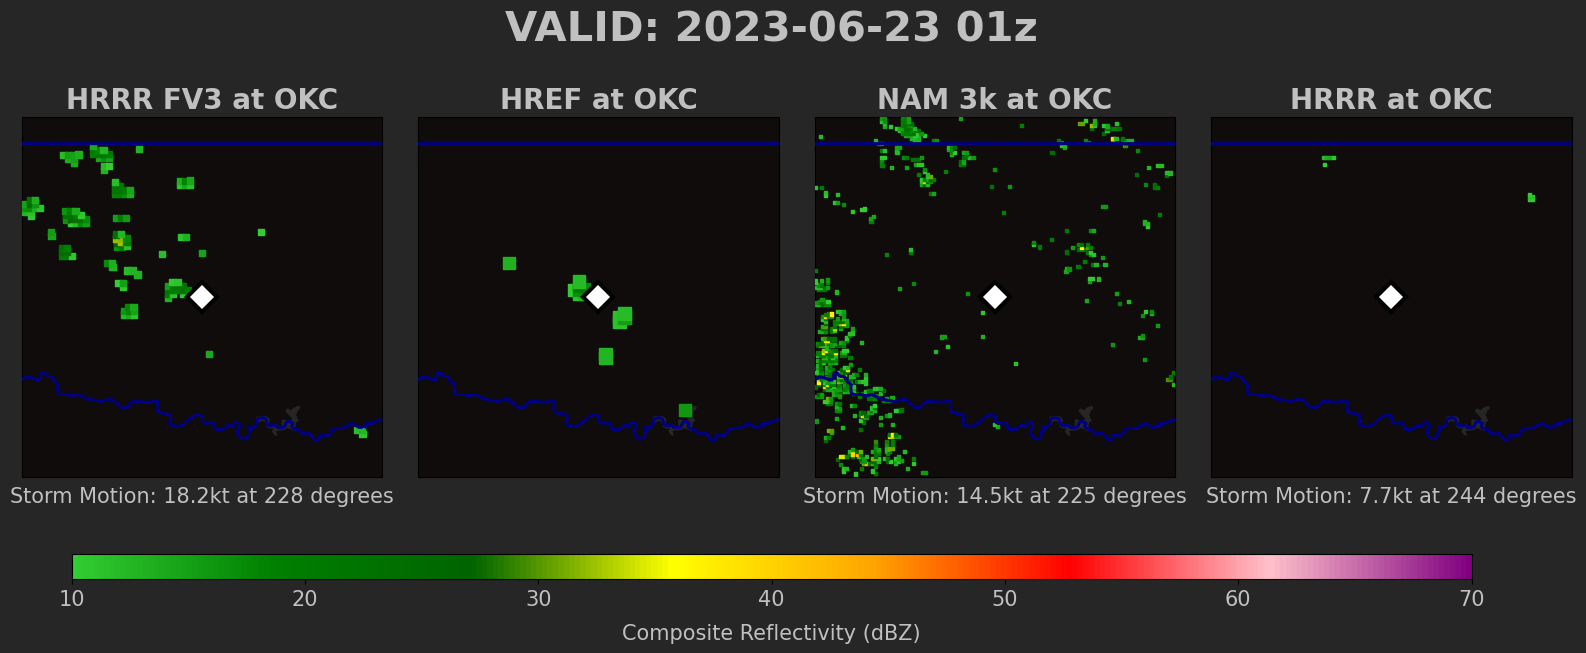 VALID: 2023-06-23 01z
HRRR FV3 at OKC
HREF at OKC
NAM 3k at OKC
HRRR at OKC
Storm Motion: 18.2kt at 228 degrees
Storm Motion: 14.5kt at 225 degrees
Storm Motion: 7.7kt at 244 degrees
10 20 30 40 50 60 70
Composite Reflectivity (dBZ)